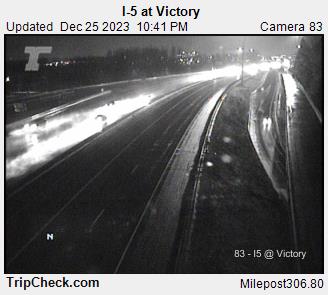 I-5 at Victory
Updated Dec 25 2023 10:41 PM Camera 83
T
N
83 - I5 @ Victory
TripCheck.com Milepost306.80